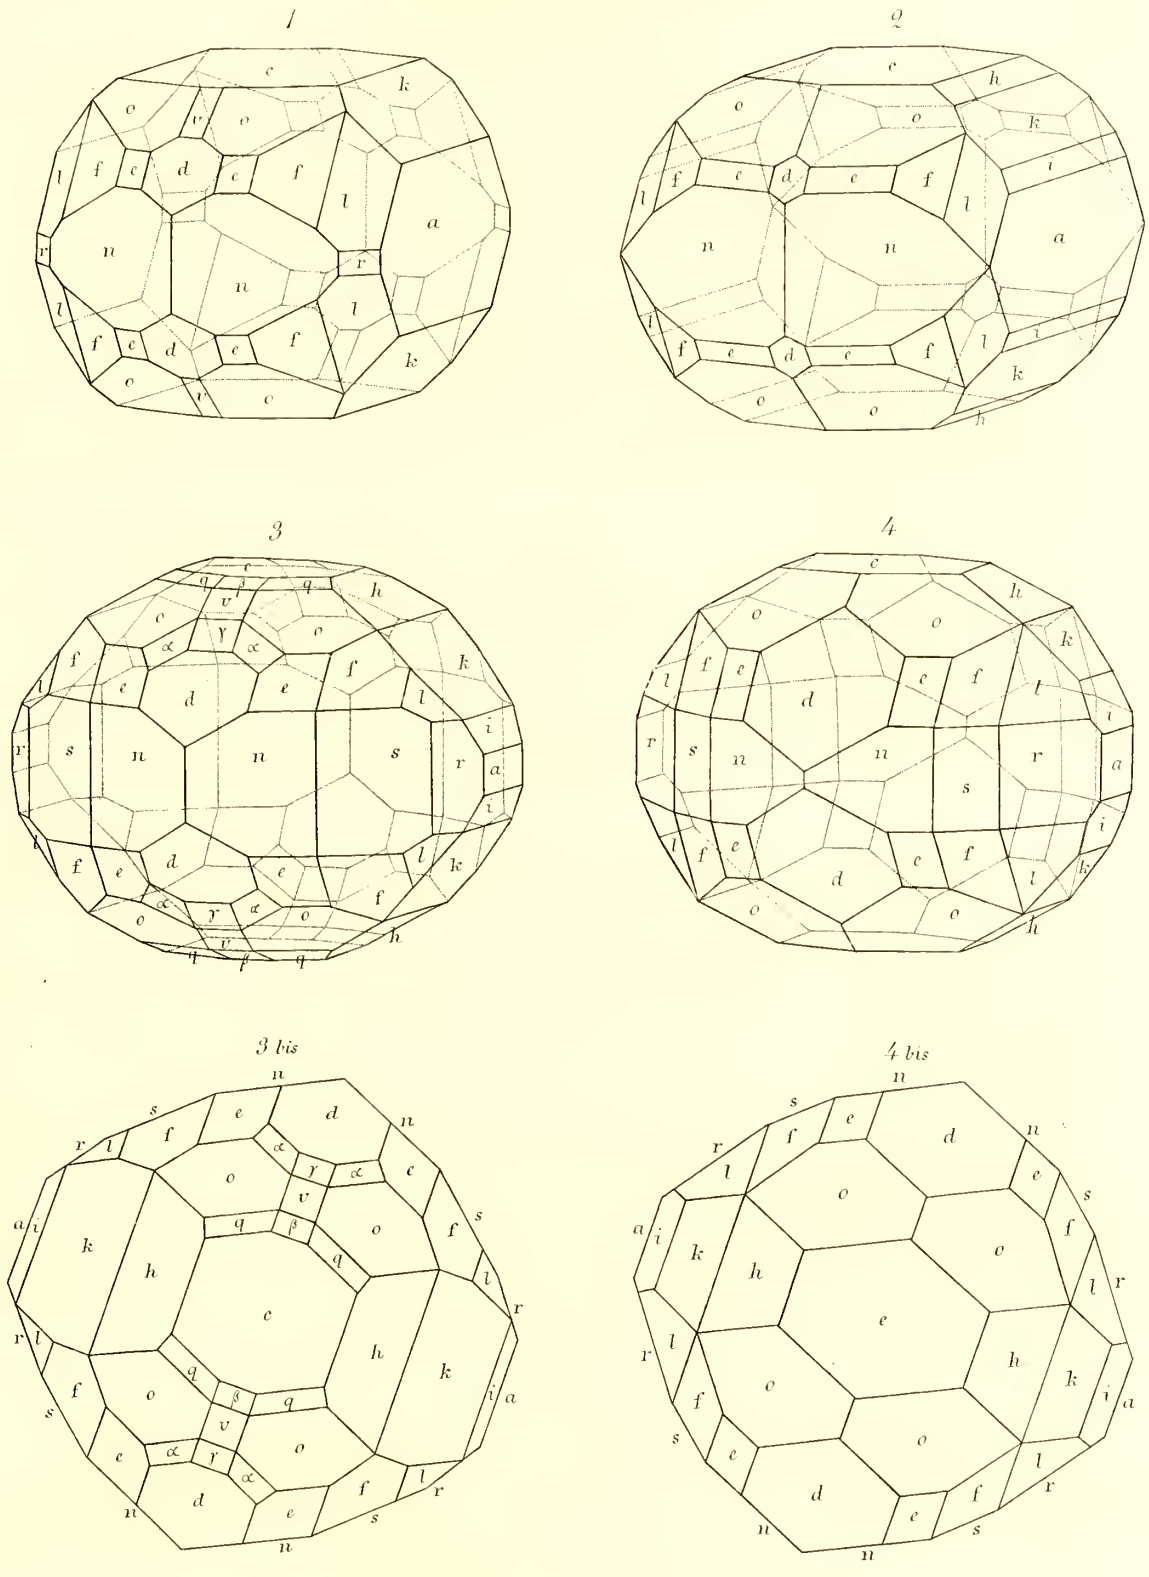 1
c
k
o v o
f e d e f
l l
a
n r
r n
l l
f e d e f
k
o v o
2
c
h
o o k
i
l f e d e f l
n n a
l f e d e f l i
k
o o h
3
c
q β q h
v
o γ o
α α
f f k
l e d e l
i
r s n n s r a
i
l f e d e l k
f
α γ α o
o v h
q β q
4
c
h
o o
k
f e e f
l d l
i
r s n n s r a
i
l f e e f k
d l
o o
h
3 bis
n
s e d n
r l f α γ α e
o v
q β o f s
a i k h q l
c r
r l h k
f q i a
s o β q
v
e α γ α o l
d f r
n e s
n
4 bis
n
s e d n
r f e s
l o f
a i k o l r
h
e
r l h k i a
f o
s e o l
d f r
n e s
n